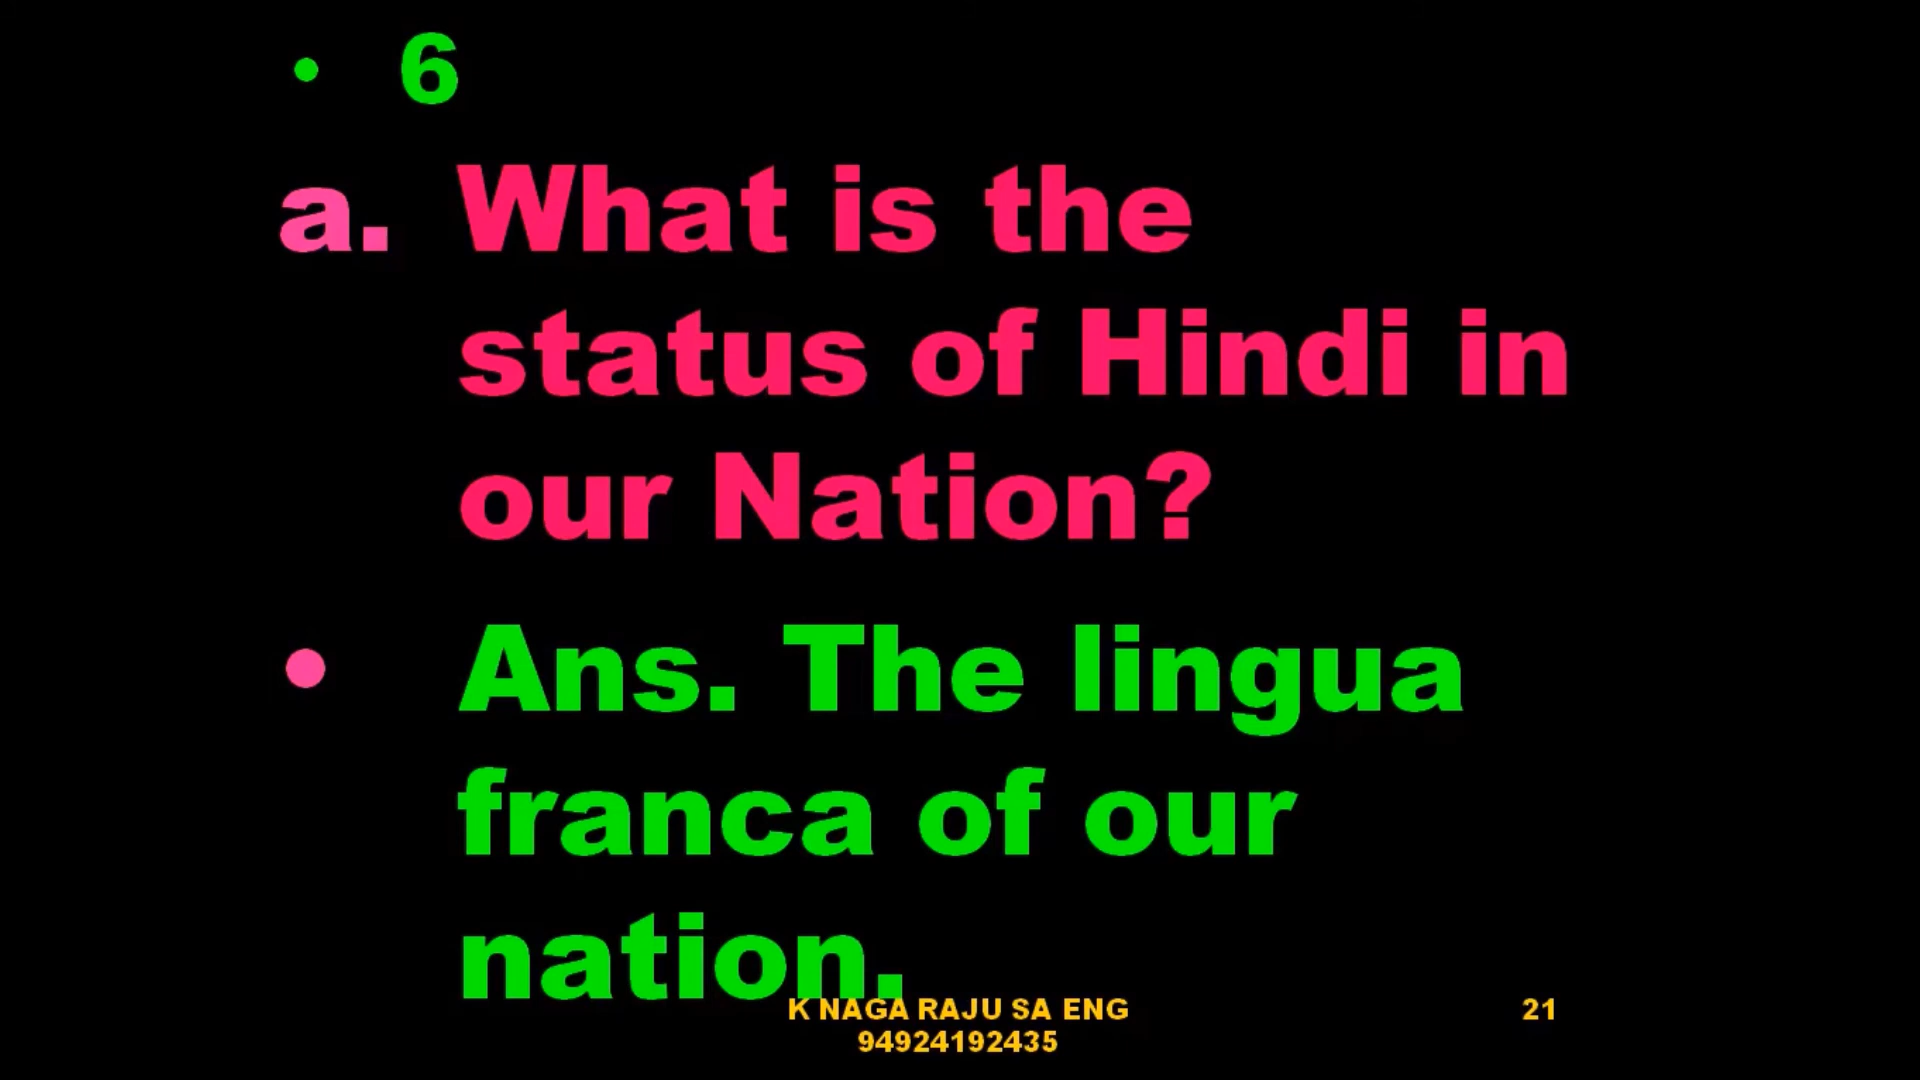 • 6
a. What is the
status of Hindi in
our Nation?
• Ans. The lingua
franca of our
nation.
K NAGA RAJU SA ENG
94924192435
21